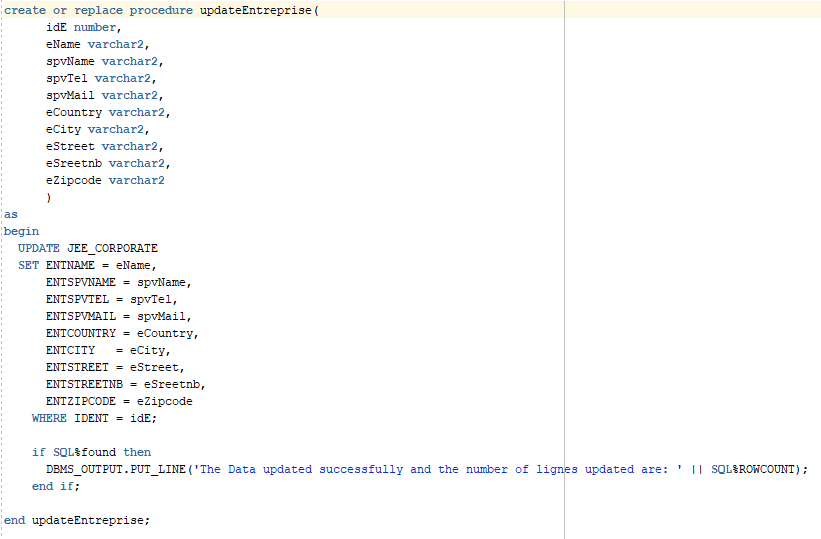 create or replace procedure updateEntreprise(
idE number,
eName varchar2,
spvName varchar2,
spvTel varchar2,
spvMail varchar2,
eCountry varchar2,
eCity varchar2,
eStreet varchar2,
eSreetnb varchar2,
eZipcode varchar2
)
as
begin
UPDATE JEE_CORPORATE
SET ENTNAME = eName,
ENTSPVNAME = spvName,
ENTSPVTEL = spvTel,
ENTSPVMAIL = spvMail,
ENTCOUNTRY = eCountry,
ENTCITY   = eCity,
ENTSTREET = eStreet,
ENTSTREETNB = eSreetnb,
ENTZIPCODE = eZipcode
WHERE IDENT = idE;
if SQL%found then
DBMS_OUTPUT.PUT_LINE('The Data updated successfully and the number of lignes updated are: ' || SQL%ROWCOUNT);
end if;
end updateEntreprise;